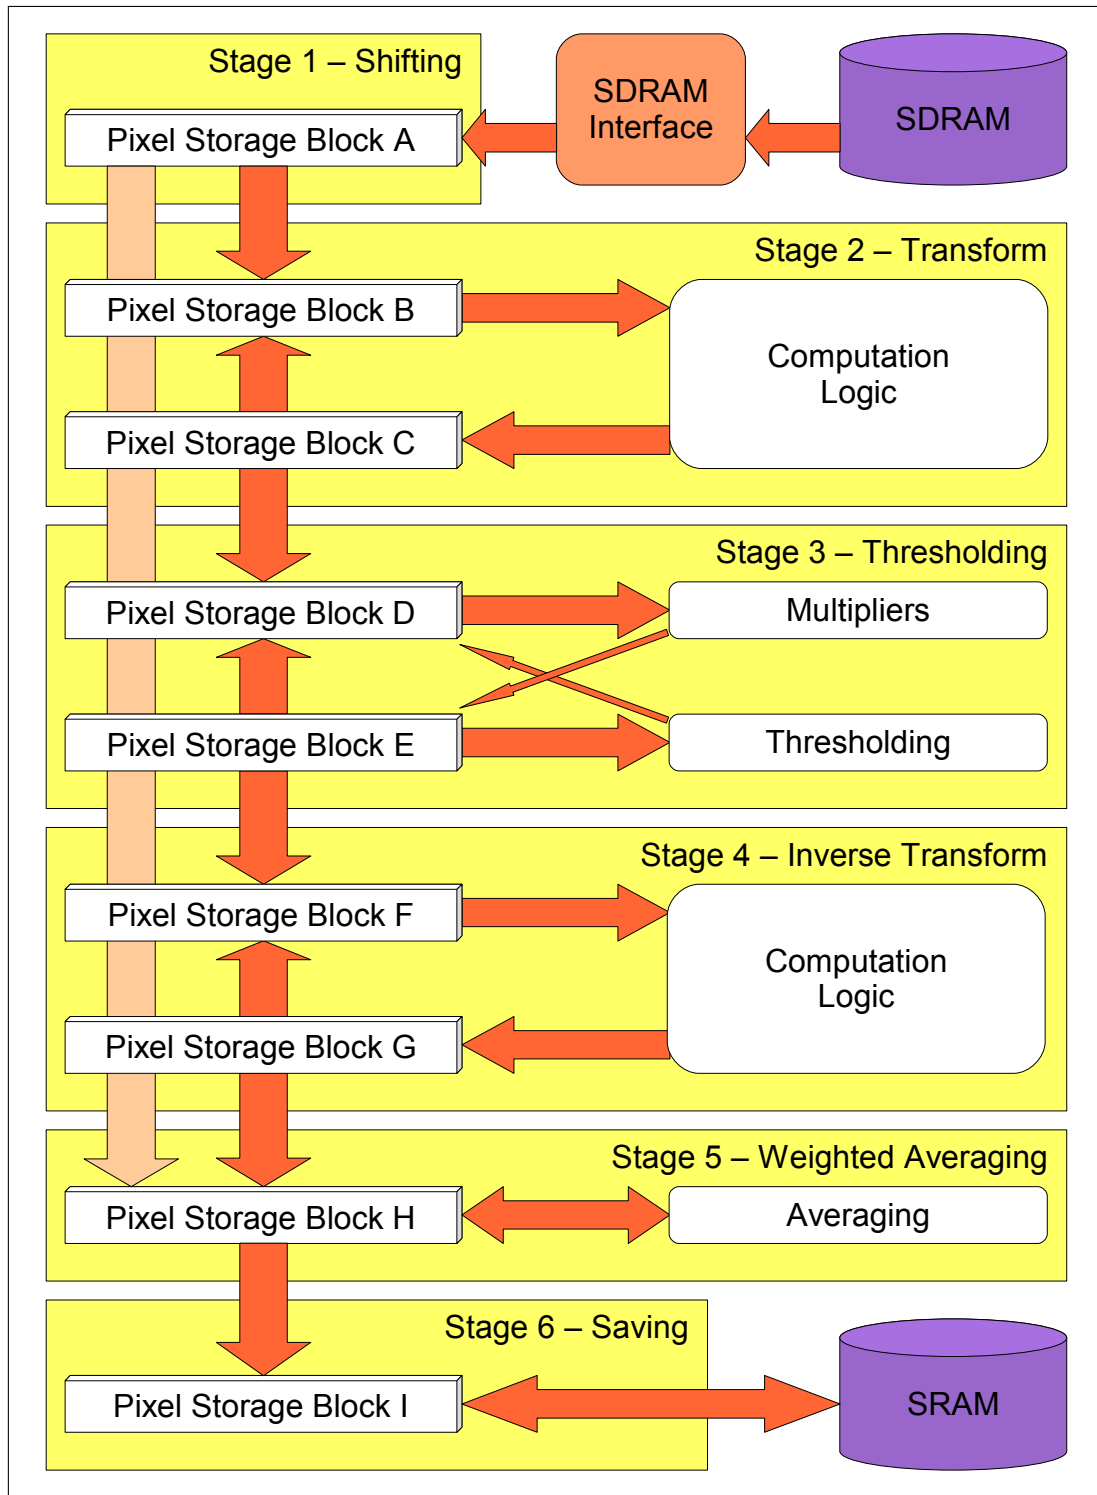 Stage 1 – Shifting
SDRAM
Interface
SDRAM
Pixel Storage Block A
Stage 2 – Transform
Pixel Storage Block B
Computation
Logic
Pixel Storage Block C
Stage 3 – Thresholding
Pixel Storage Block D
Multipliers
Pixel Storage Block E
Thresholding
Stage 4 – Inverse Transform
Pixel Storage Block F
Computation
Logic
Pixel Storage Block G
Stage 5 – Weighted Averaging
Pixel Storage Block H
Averaging
Stage 6 – Saving
Pixel Storage Block I
SRAM